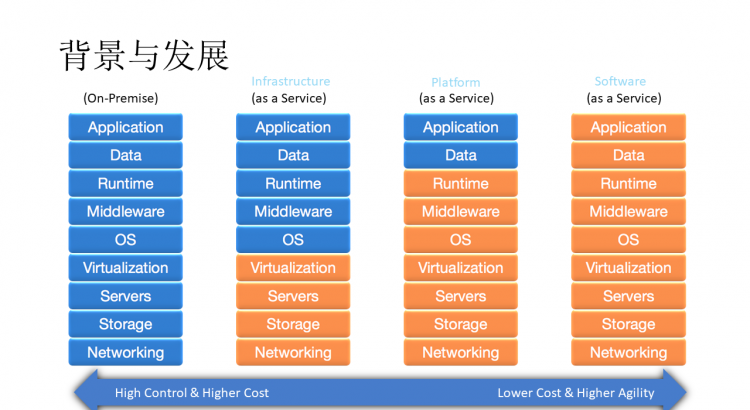 背景与发展
Infrastructure Platform Software
(On-Premise) (as a Service) (as a Service) (as a Service)
Application Application Application Application
Data Data Data Data
Runtime Runtime Runtime Runtime
Middleware Middleware Middleware Middleware
OS OS OS OS
Virtualization Virtualization Virtualization Virtualization
Servers Servers Servers Servers
Storage Storage Storage Storage
Networking Networking Networking Networking
High Control & Higher Cost Lower Cost & Higher Agility